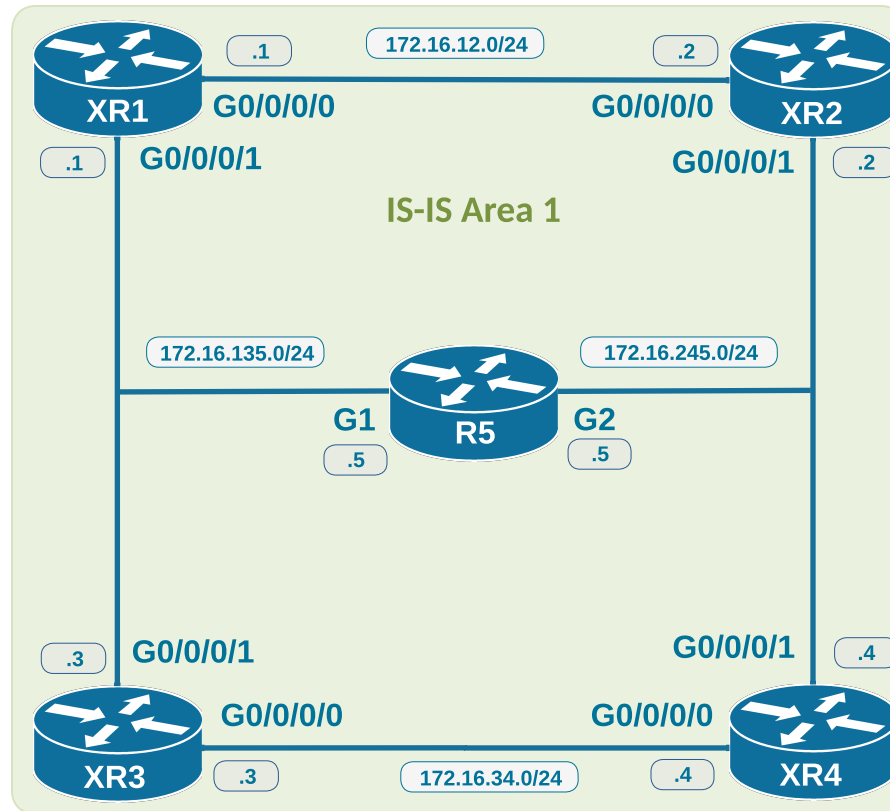 .1
172.16.12.0/24
.2
XR1
G0/0/0/0
G0/0/0/0
XR2
.1
G0/0/0/1
G0/0/0/1
.2
IS-IS Area 1
172.16.135.0/24
172.16.245.0/24
G1
R5
G2
.5
.5
.3
G0/0/0/1
G0/0/0/1
.4
G0/0/0/0
G0/0/0/0
XR3
.3
172.16.34.0/24
.4
XR4